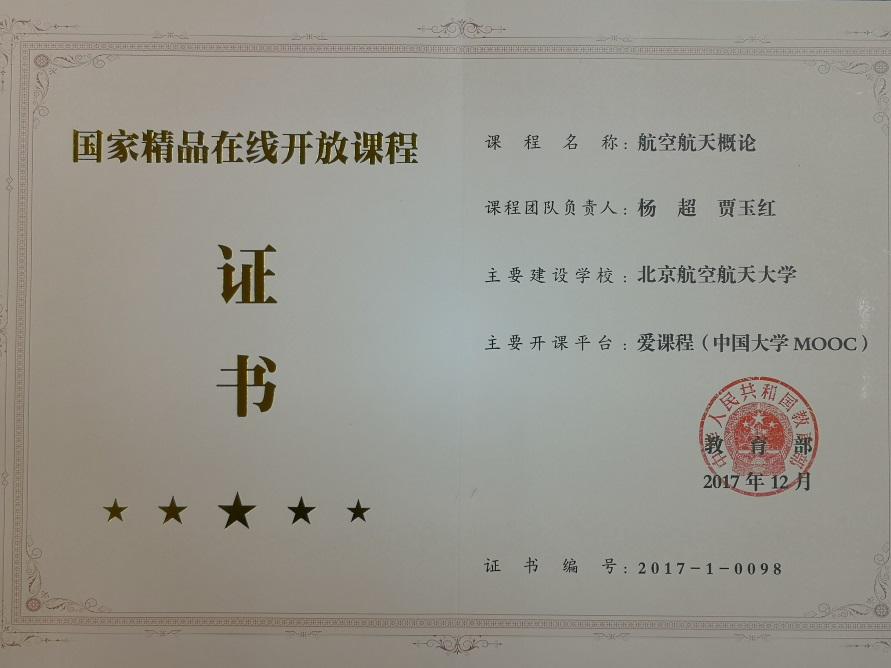 国家精品在线开放课程
证
书
课程名称：航空航天概论
课程团队负责人：杨 超 贾玉红
主要建设学校：北京航空航天大学
主要开课平台：爱课程（中国大学MOOC）
中华人民共和国教育部
教 育 部
2017年12月
证书编号：2017-1-0098